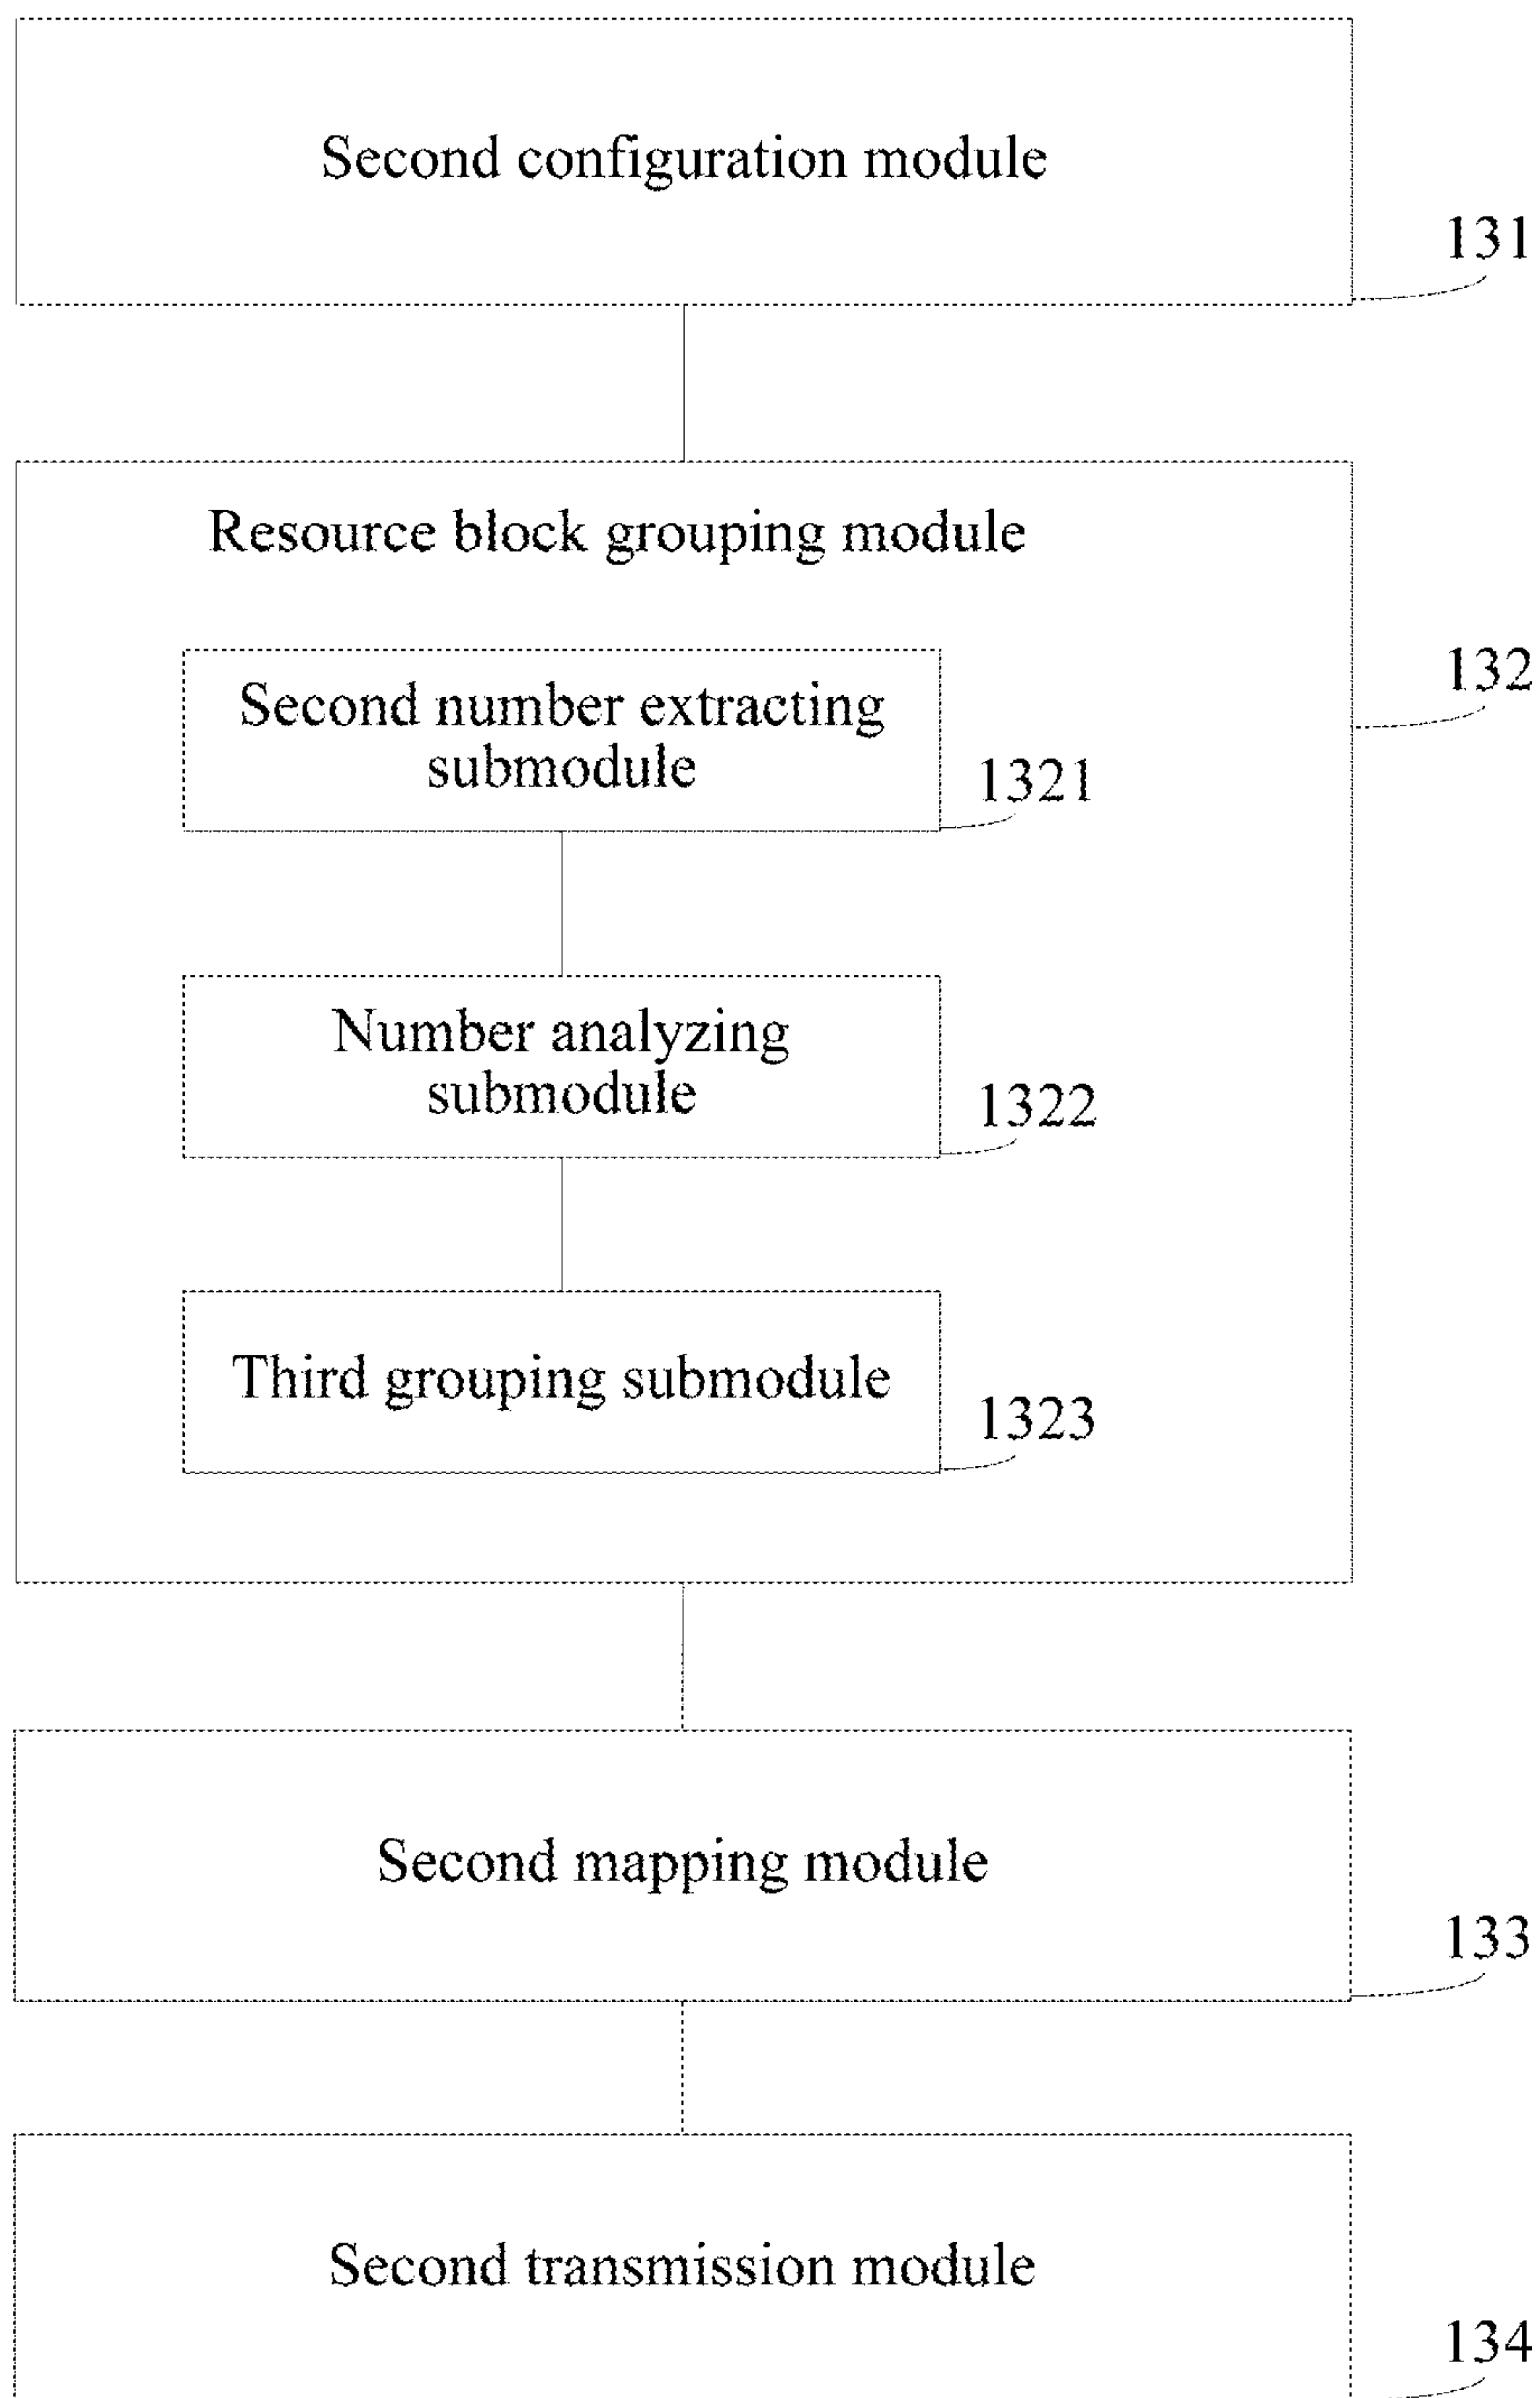 Second configuration module
131
Resource block grouping module
132
Second number extracting
submodule
1321
Number analyzing
submodule
1322
Third grouping submodule
1323
Second mapping module
133
Second transmission module
134